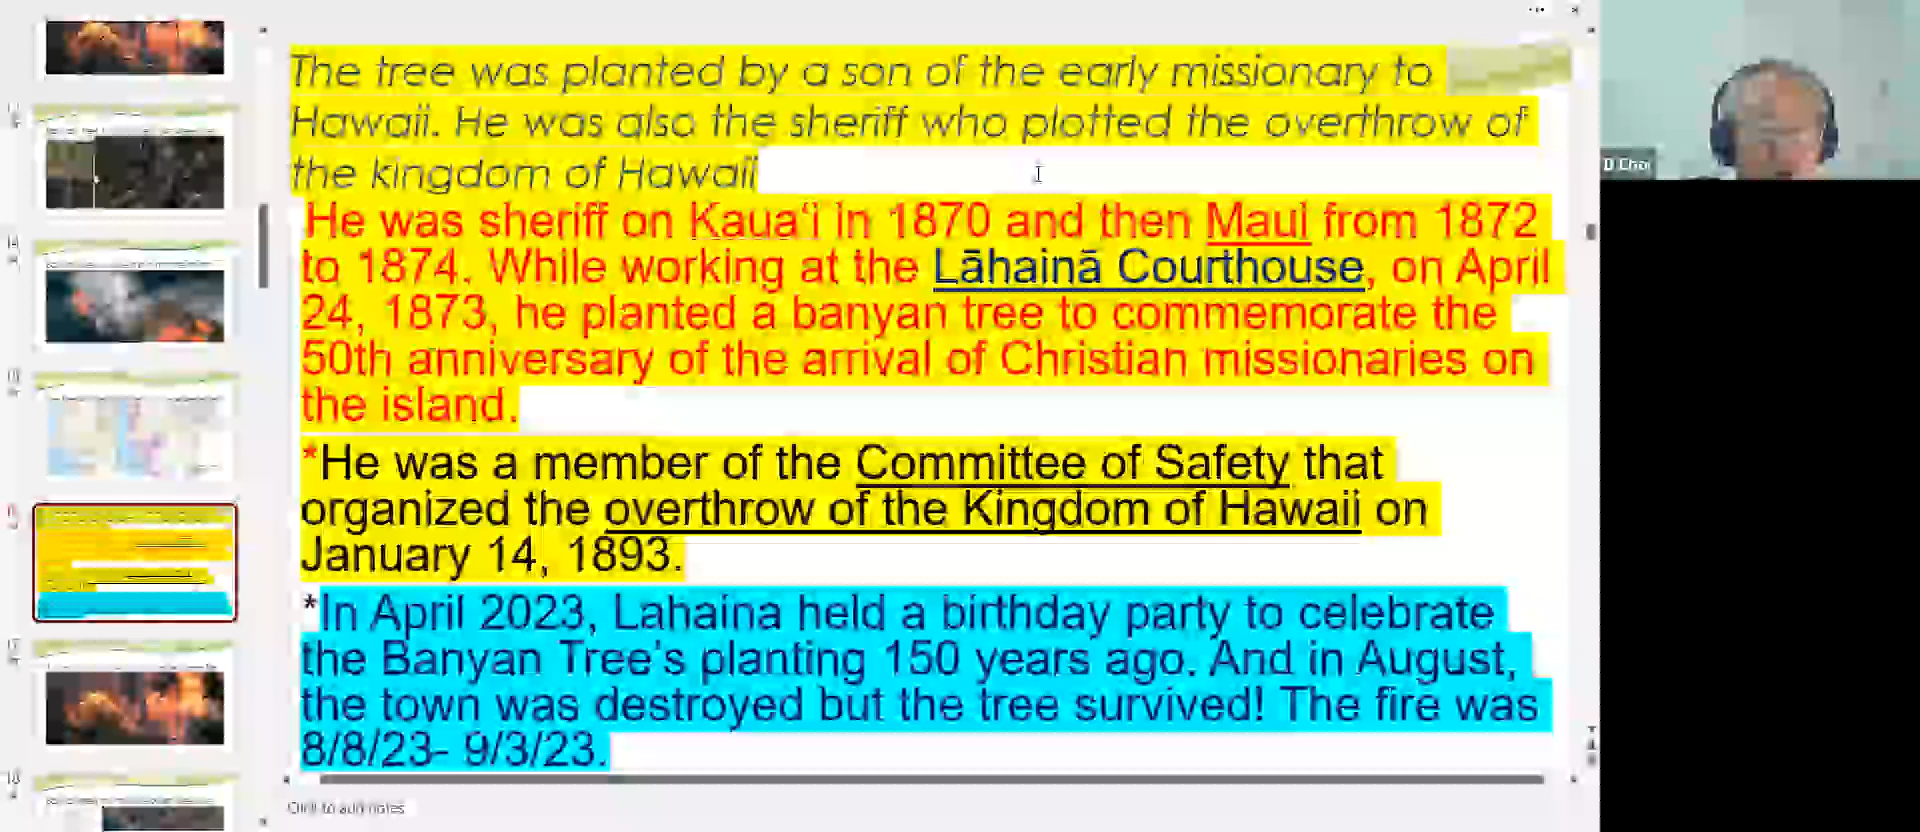 The tree was planted by a son of the early missionary to
Hawaii. He was also the sheriff who plotted the overthrow of
the kingdom of Hawaii
He was sheriff on Kauaʻi in 1870 and then Maui from 1872
to 1874. While working at the Lāhainā Courthouse, on April
24, 1873, he planted a banyan tree to commemorate the
50th anniversary of the arrival of Christian missionaries on
the island.
*He was a member of the Committee of Safety that
organized the overthrow of the Kingdom of Hawaii on
January 14, 1893.
*In April 2023, Lahaina held a birthday party to celebrate
the Banyan Tree's planting 150 years ago. And in August,
the town was destroyed but the tree survived! The fire was
8/8/23- 9/3/23.
Click to add notes
D Choi